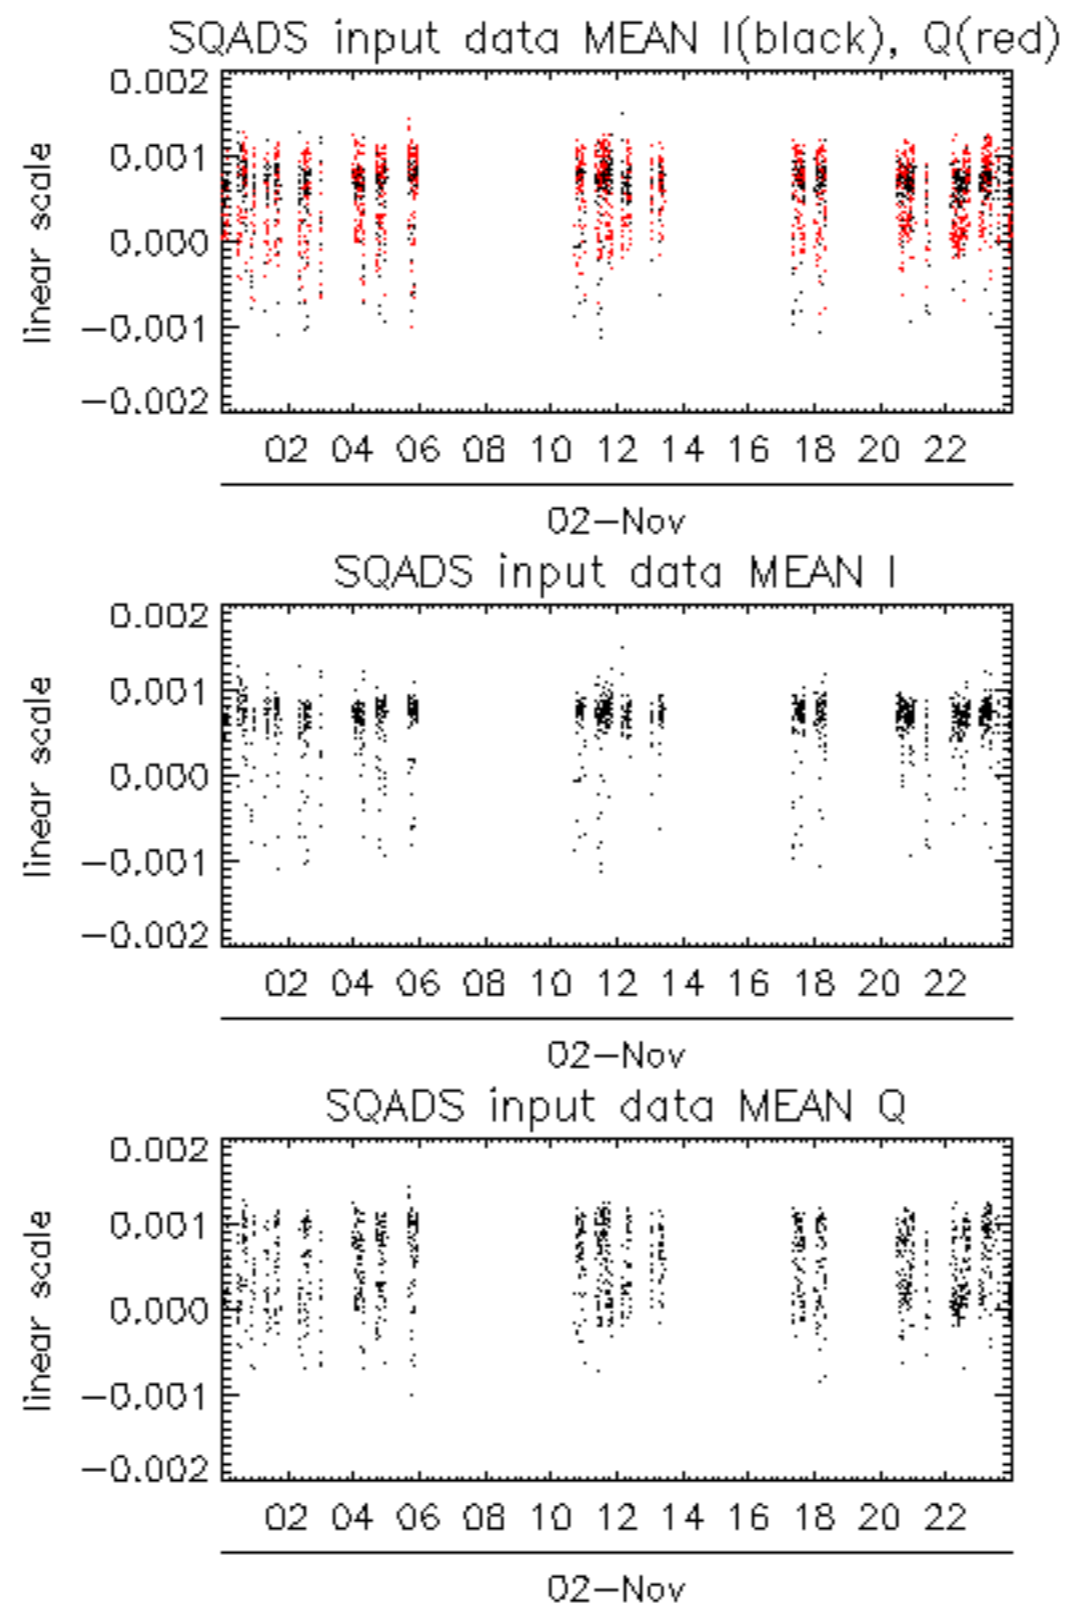 SQADS input data MEAN I(black), Q(red)
0.002
0.001
0.000
−0.001
−0.002
linear scale
02 04 06 08 10 12 14 16 18 20 22
02−Nov
SQADS input data MEAN I
0.002
0.001
0.000
−0.001
−0.002
linear scale
02 04 06 08 10 12 14 16 18 20 22
02−Nov
SQADS input data MEAN Q
0.002
0.001
0.000
−0.001
−0.002
linear scale
02 04 06 08 10 12 14 16 18 20 22
02−Nov